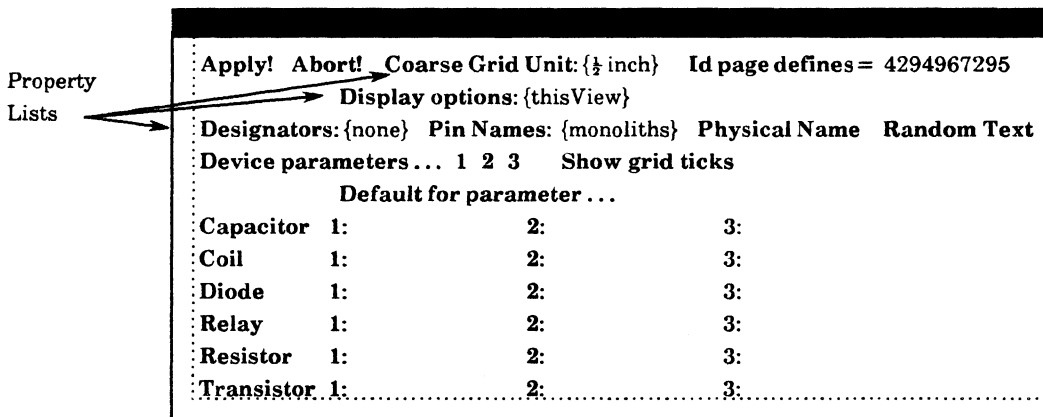 Property
Lists
Apply! Abort! Coarse Grid Unit: {½ inch} Id page defines = 4294967295
Display options: {thisView}
Designators: {none} Pin Names: {monoliths} Physical Name Random Text
Device parameters ... 1 2 3 Show grid ticks
Default for parameter ...
Capacitor 1: 2: 3:
Coil 1: 2: 3:
Diode 1: 2: 3:
Relay 1: 2: 3:
Resistor 1: 2: 3:
Transistor 1: 2: 3: